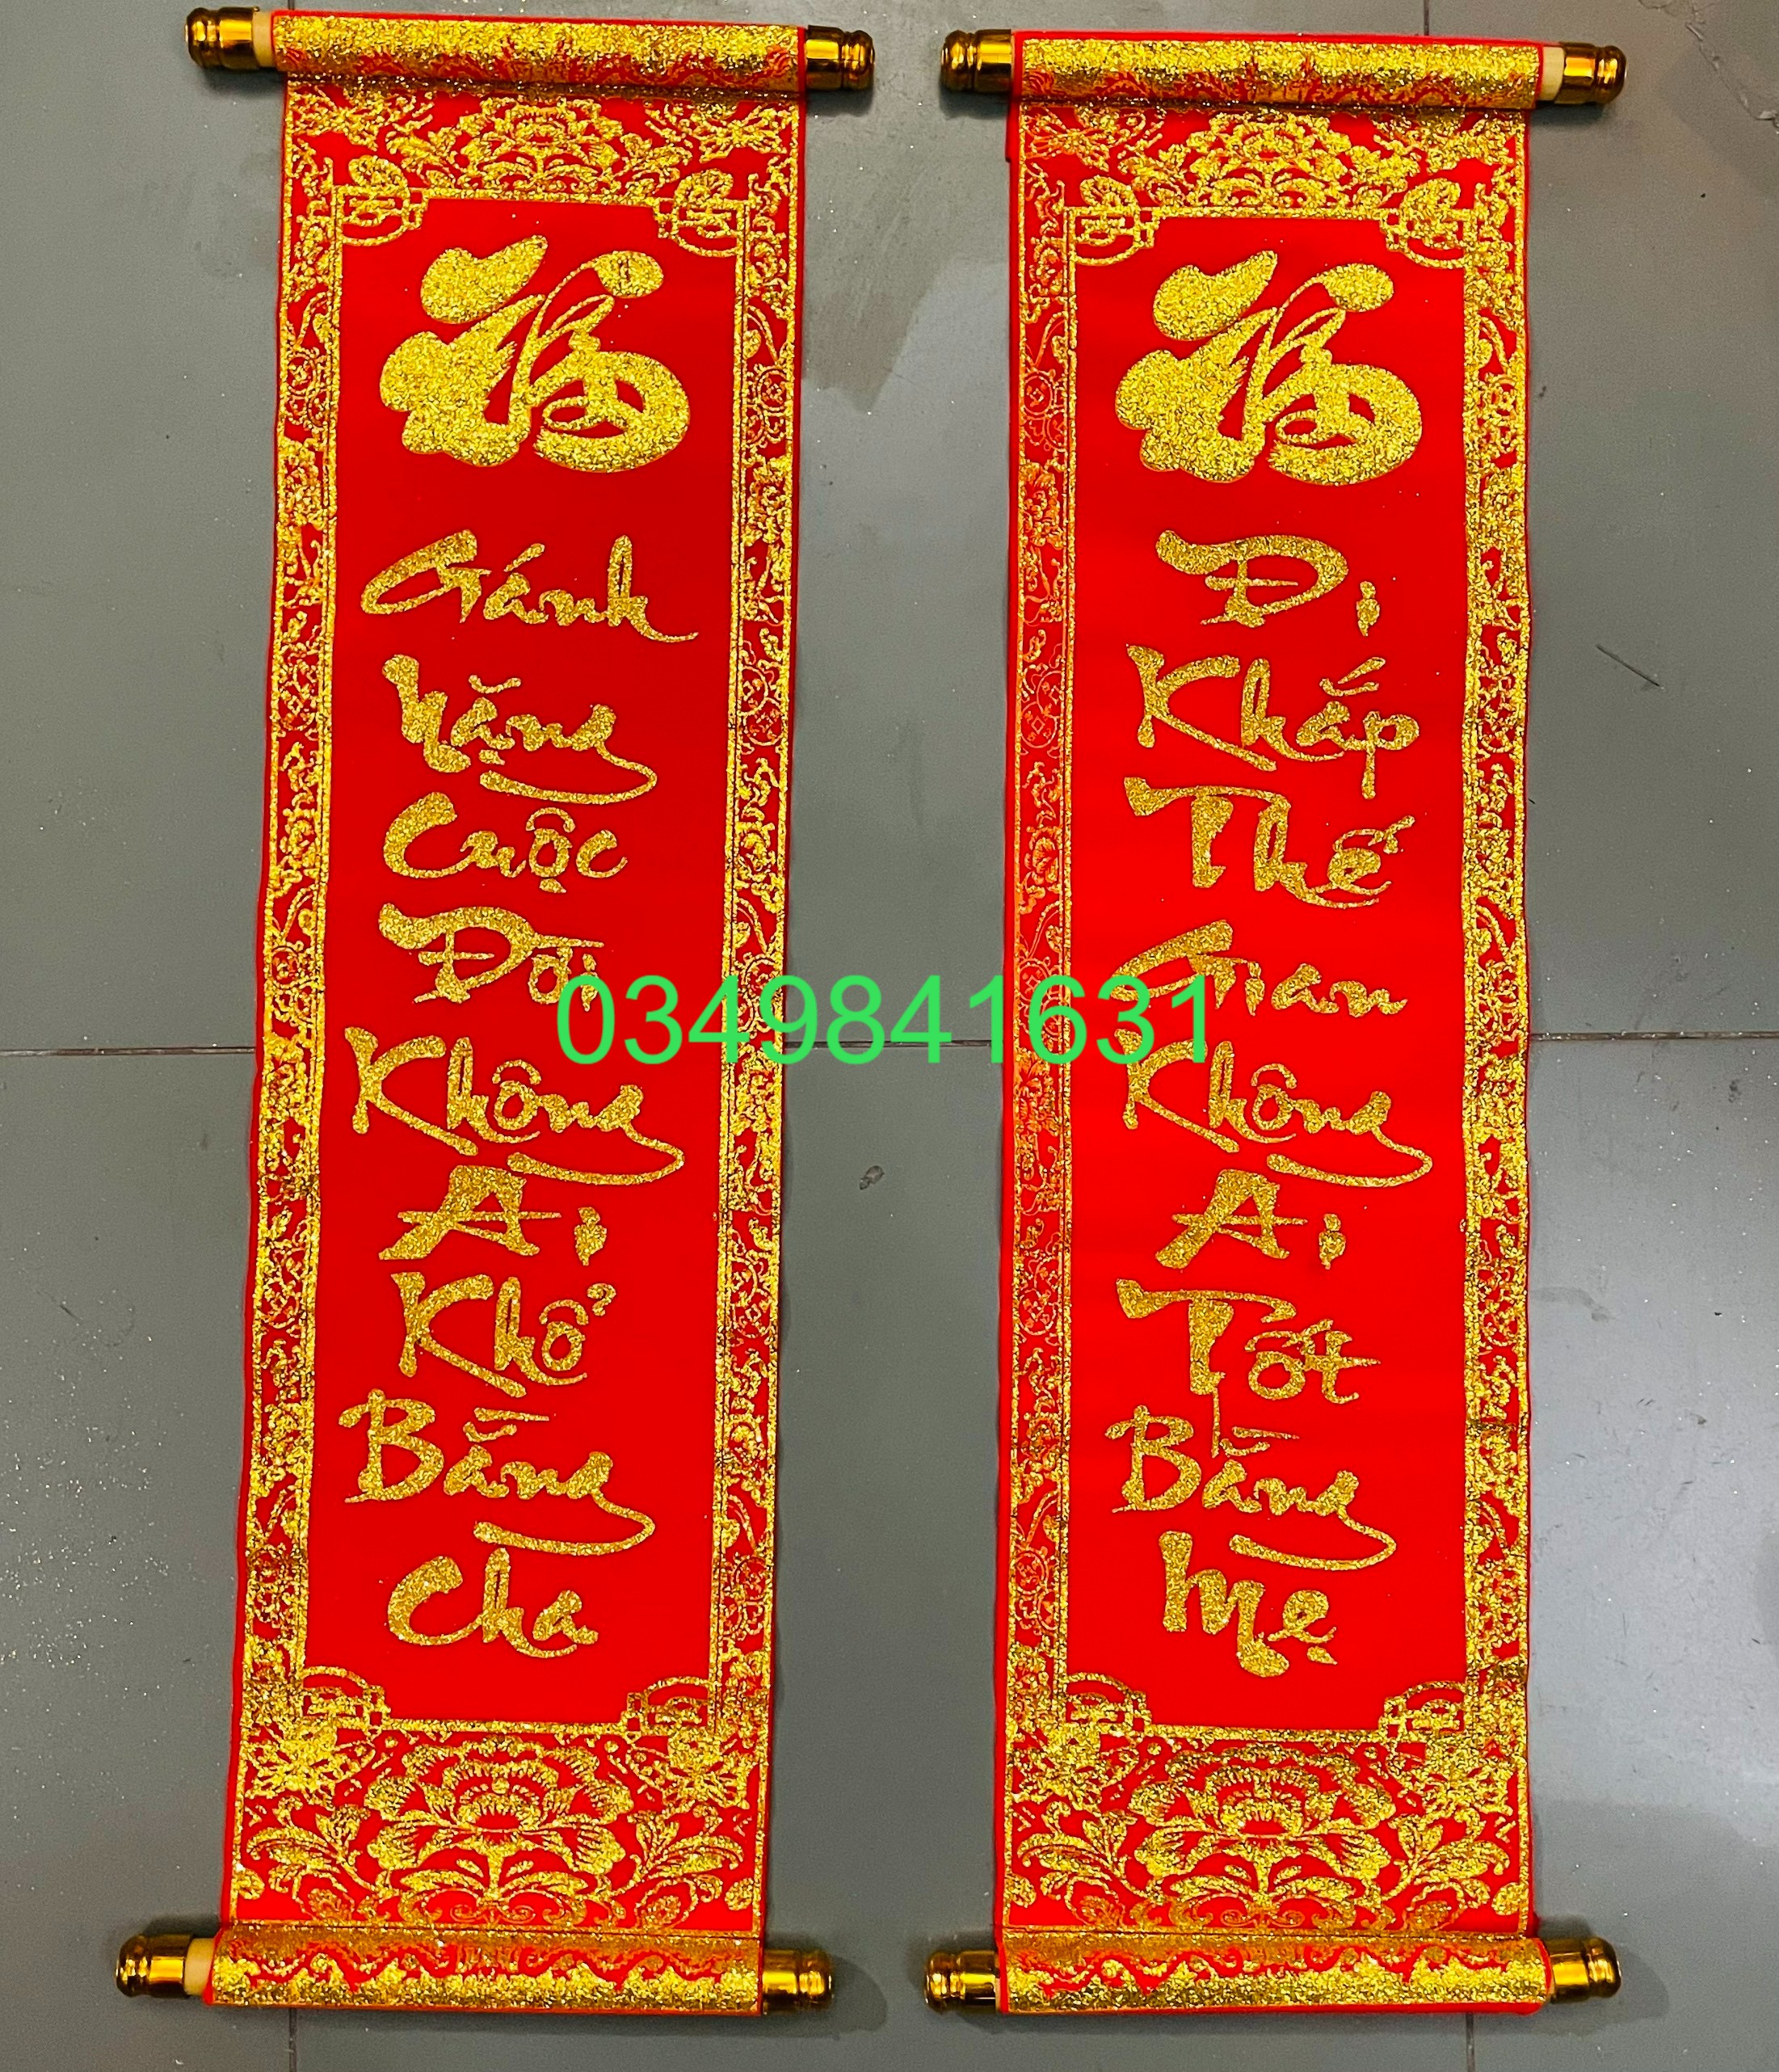 福
Gánh
Nặng
Cuộc
Đời
Không
Ai
Khổ
Bằng
Cha
福
Đi
Khắp
Thế
Gian
Không
Ai
Tốt
Bằng
Mẹ
0349841631